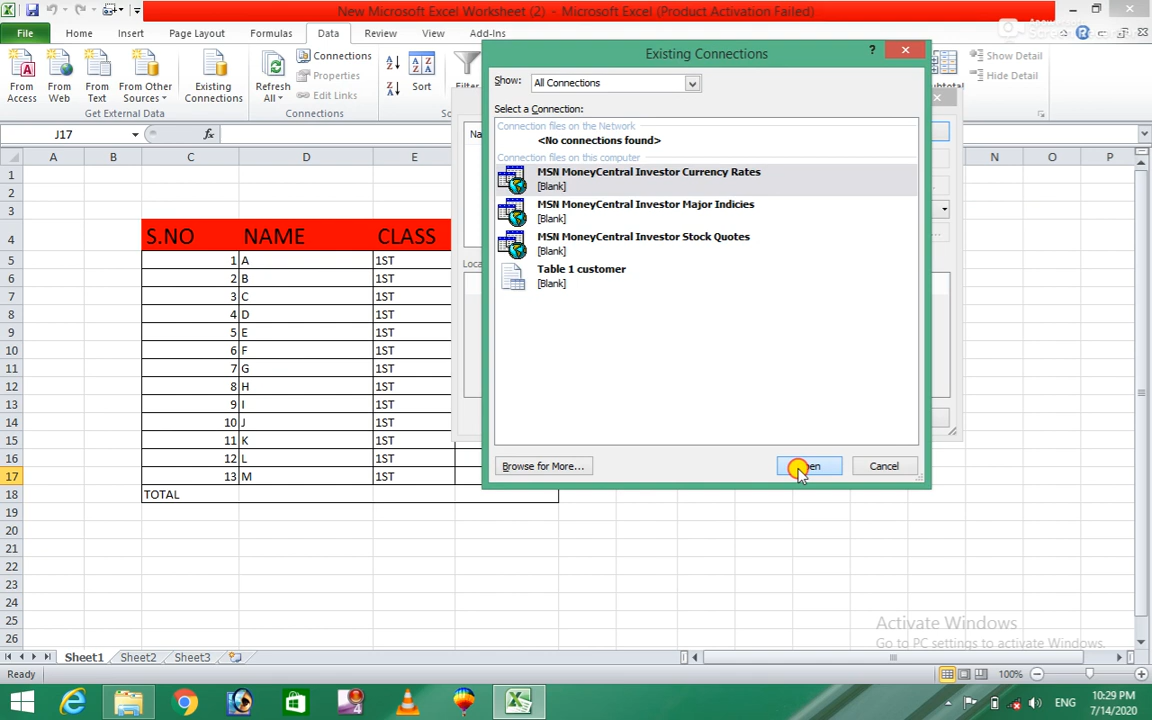 New Microsoft Excel Worksheet (2) - Microsoft Excel (Product Activation Failed)
File Home Insert Page Layout Formulas Data Review View Add-Ins
From Access
From Web
From Text
From Other Sources
Existing Connections
Get External Data
Refresh All
Connections
Properties
Edit Links
Connections
Sort
Show Detail
Hide Detail
J17
fx
Existing Connections
?
Show: All Connections
Select a Connection:
Connection files on the Network
<No connections found>
Connection files on this computer
MSN MoneyCentral Investor Currency Rates
[Blank]
MSN MoneyCentral Investor Major Indicies
[Blank]
MSN MoneyCentral Investor Stock Quotes
[Blank]
Table 1 customer
[Blank]
Browse for More...
Cancel
A B C D E N O P
1
2
3
4 S.NO NAME CLASS
5 1 A 1ST
6 2 B 1ST
7 3 C 1ST
8 4 D 1ST
9 5 E 1ST
10 6 F 1ST
11 7 G 1ST
12 8 H 1ST
13 9 I 1ST
14 10 J 1ST
15 11 K 1ST
16 12 L 1ST
17 13 M 1ST
18 TOTAL
19
20
21
22
23
24
25
26
Activate Windows
Go to PC settings to activate Windows.
Sheet1 Sheet2 Sheet3
Ready
100%
ENG
10:29 PM
7/14/2020